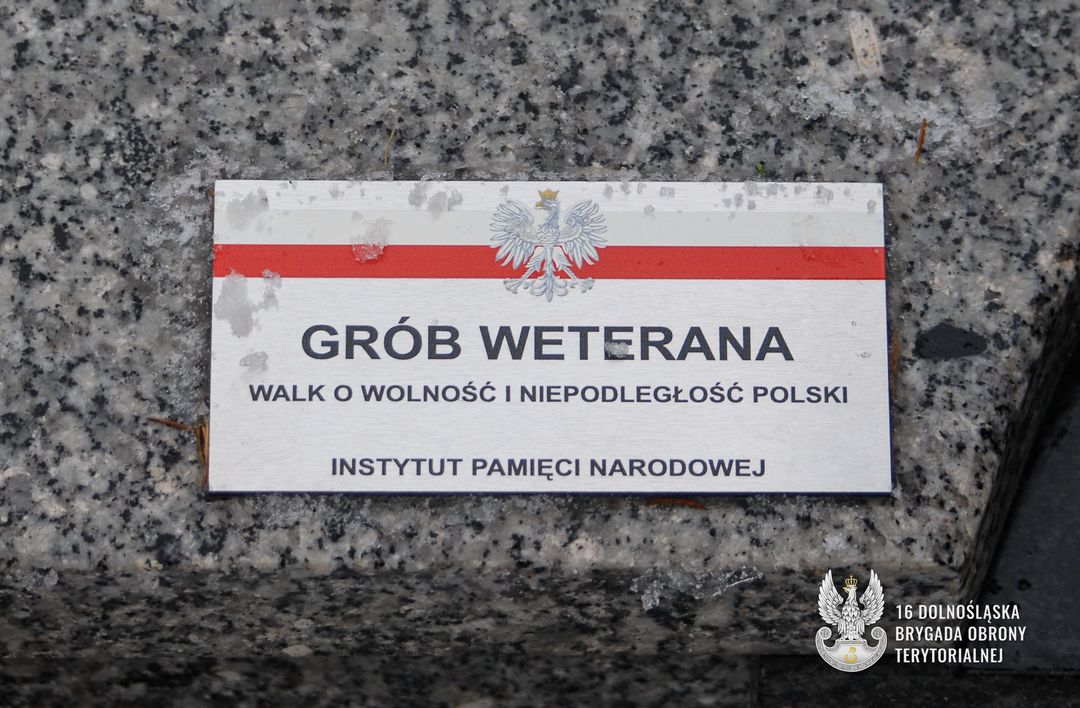 GRÓB WETERANA
WALK O WOLNOŚĆ I NIEPODLEGŁOŚĆ POLSKI
INSTYTUT PAMIĘCI NARODOWEJ
16 DOLNOŚLĄSKA
BRYGADA OBRONY
TERYTORIALNEJ